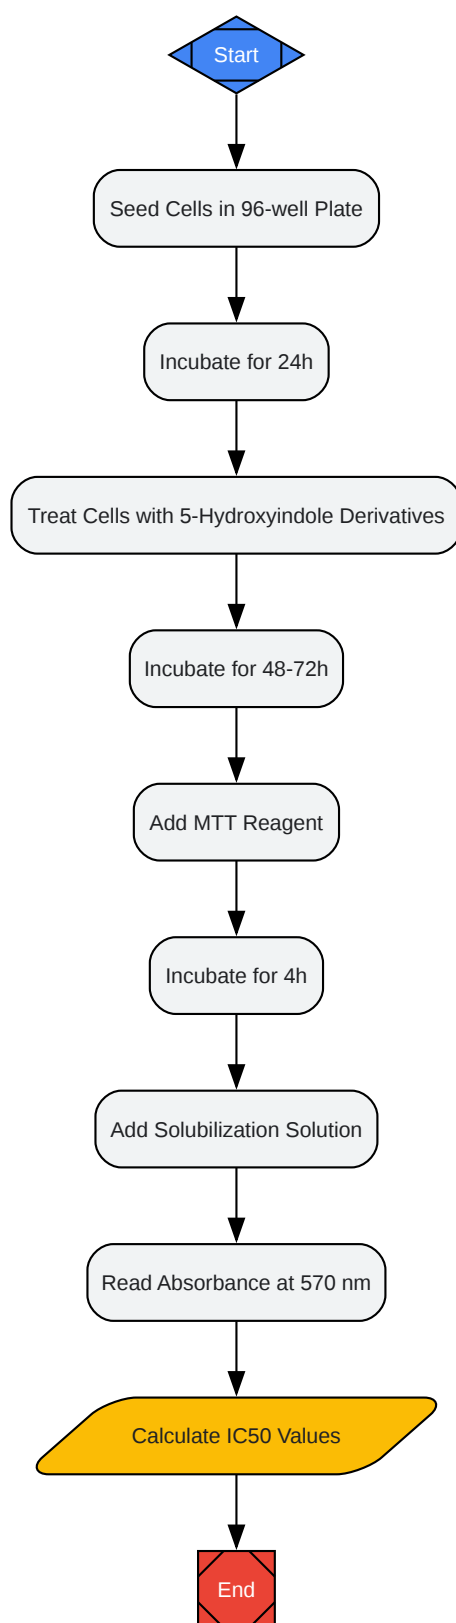 Start
Seed Cells in 96-well Plate
Incubate for 24h
Treat Cells with 5-Hydroxyindole Derivatives
Incubate for 48-72h
Add MTT Reagent
Incubate for 4h
Add Solubilization Solution
Read Absorbance at 570 nm
Calculate IC50 Values
End